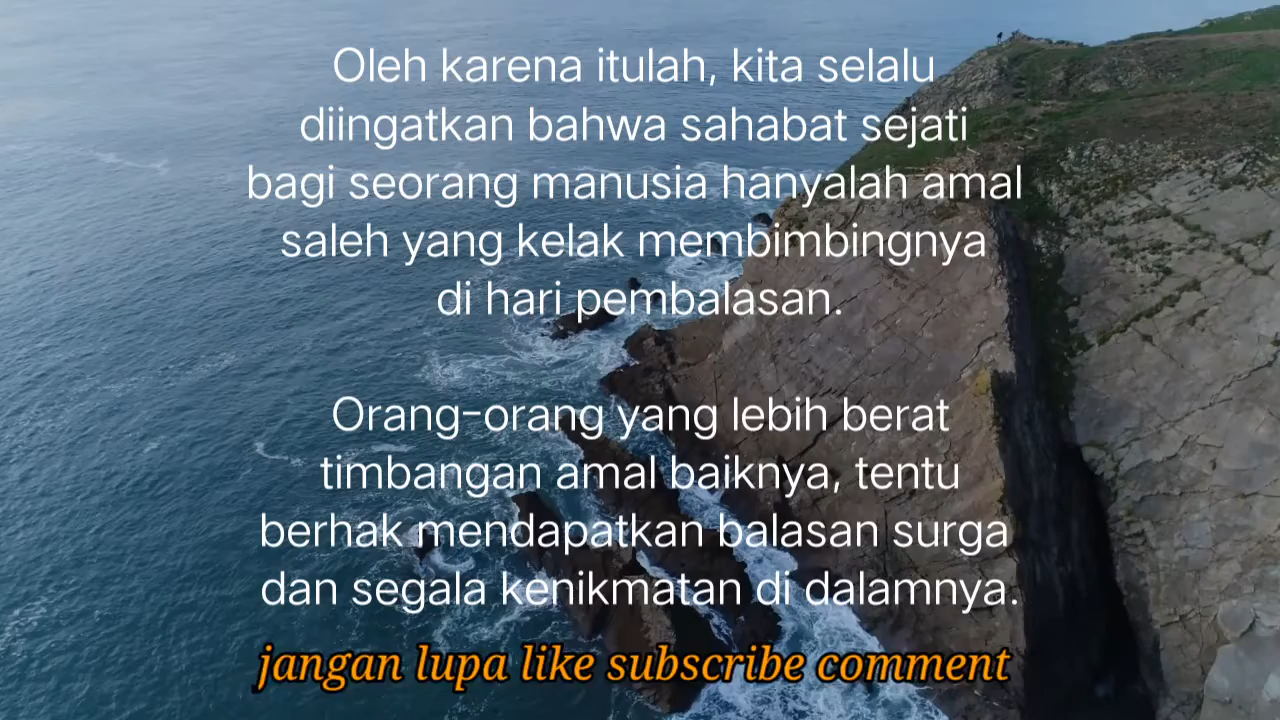 Oleh karena itulah, kita selalu
diingatkan bahwa sahabat sejati
bagi seorang manusia hanyalah amal
saleh yang kelak membimbingnya
di hari pembalasan.
Orang-orang yang lebih berat
timbangan amal baiknya, tentu
berhak mendapatkan balasan surga
dan segala kenikmatan di dalamnya.
jangan lupa like subscribe comment